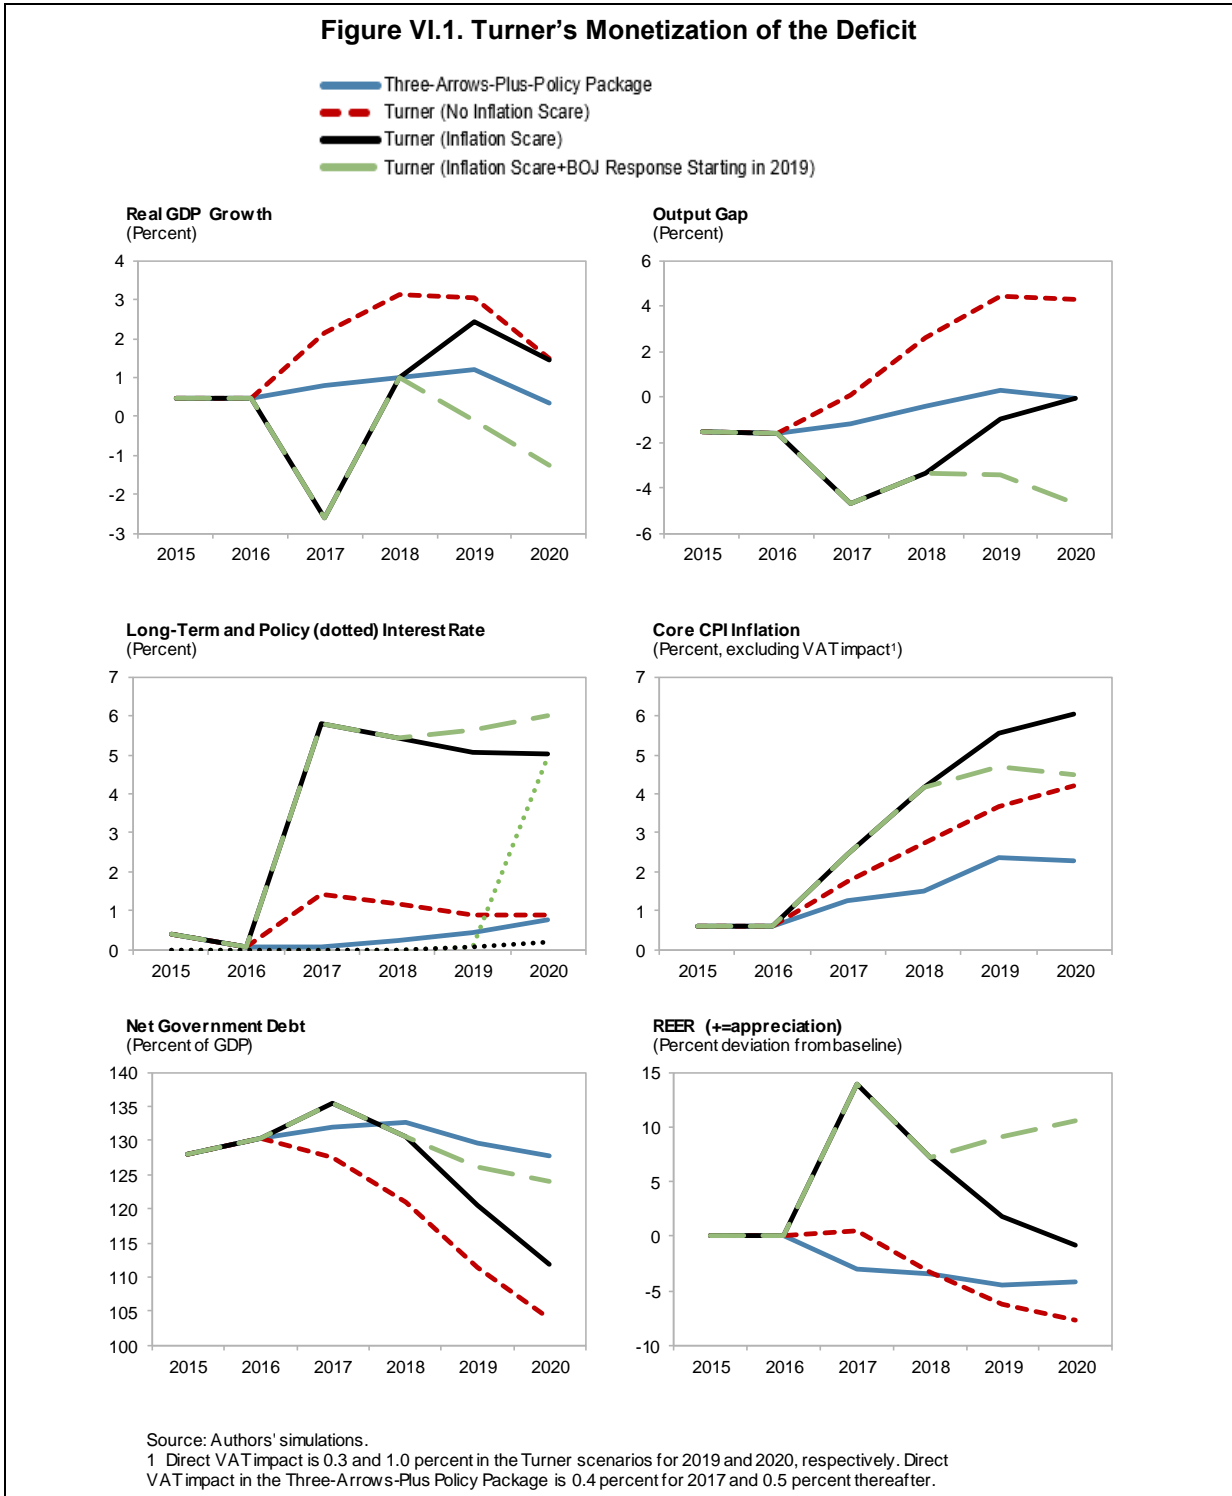 Figure VI.1. Turner's Monetization of the Deficit
Three-Arrows-Plus-Policy Package
Turner (No Inflation Scare)
Turner (Inflation Scare)
Turner (Inflation Scare+BOJ Response Starting in 2019)
Real GDP Growth
(Percent)
4
3
2
1
0
-1
-2
-3
2015 2016 2017 2018 2019 2020
Output Gap
(Percent)
6
4
2
0
-2
-4
-6
2015 2016 2017 2018 2019 2020
Long-Term and Policy (dotted) Interest Rate
(Percent)
7
6
5
4
3
2
1
0
2015 2016 2017 2018 2019 2020
Core CPI Inflation
(Percent, excluding VAT impact¹)
7
6
5
4
3
2
1
0
2015 2016 2017 2018 2019 2020
Net Government Debt
(Percent of GDP)
140
135
130
125
120
115
110
105
100
2015 2016 2017 2018 2019 2020
REER (+=appreciation)
(Percent deviation from baseline)
15
10
5
0
-5
-10
2015 2016 2017 2018 2019 2020
Source: Authors' simulations.
1 Direct VAT impact is 0.3 and 1.0 percent in the Turner scenarios for 2019 and 2020, respectively. Direct
VAT impact in the Three-Arrows-Plus Policy Package is 0.4 percent for 2017 and 0.5 percent thereafter.